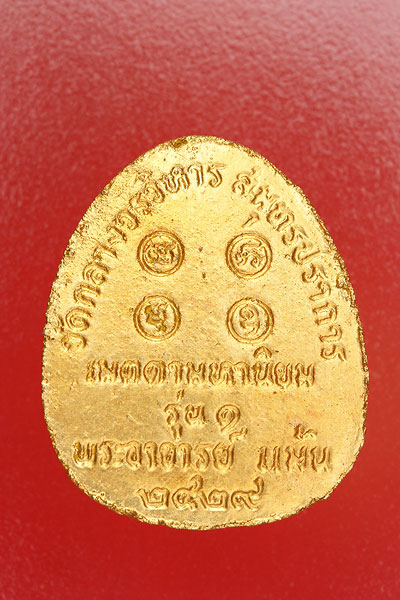 วัดกลางวรวิหาร สมุทรปราการ
เมตตามหานิยม
รุ่น ๑
พระอาจารย์ แม้น
๒๕๒๙